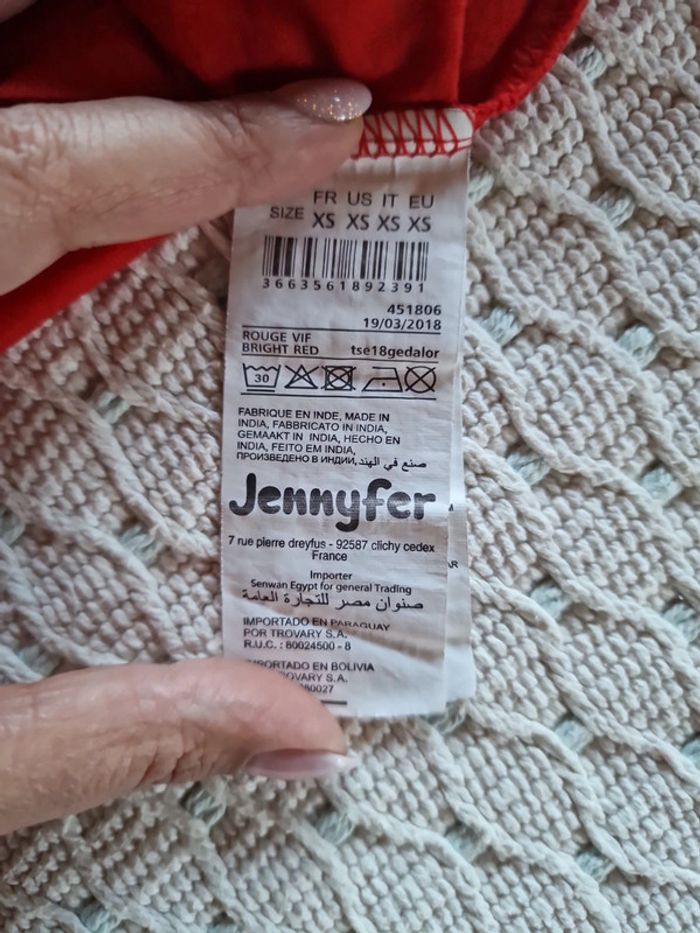 FR US IT EU
SIZE XS XS XS XS
3663561892391
451806
19/03/2018
ROUGE VIF
BRIGHT RED tse18gedalor
30
FABRIQUE EN INDE, MADE IN
INDIA, FABBRICATO IN INDIA,
GEMAAKT IN INDIA, HECHO EN
INDIA, FEITO EM INDIA,
ПРОИЗВЕДЕНО В ИНДИИ, صنع في الهند
Jennyfer
7 rue pierre dreyfus - 92587 clichy cedex
France
Importer
Senwan Egypt for general Trading
صنوان مصر للتجارة العامة
IMPORTADO EN PARAGUAY
POR TROVARY S.A.
R.U.C. : 80024500 - 8
EN BOLIVIA
S.A.